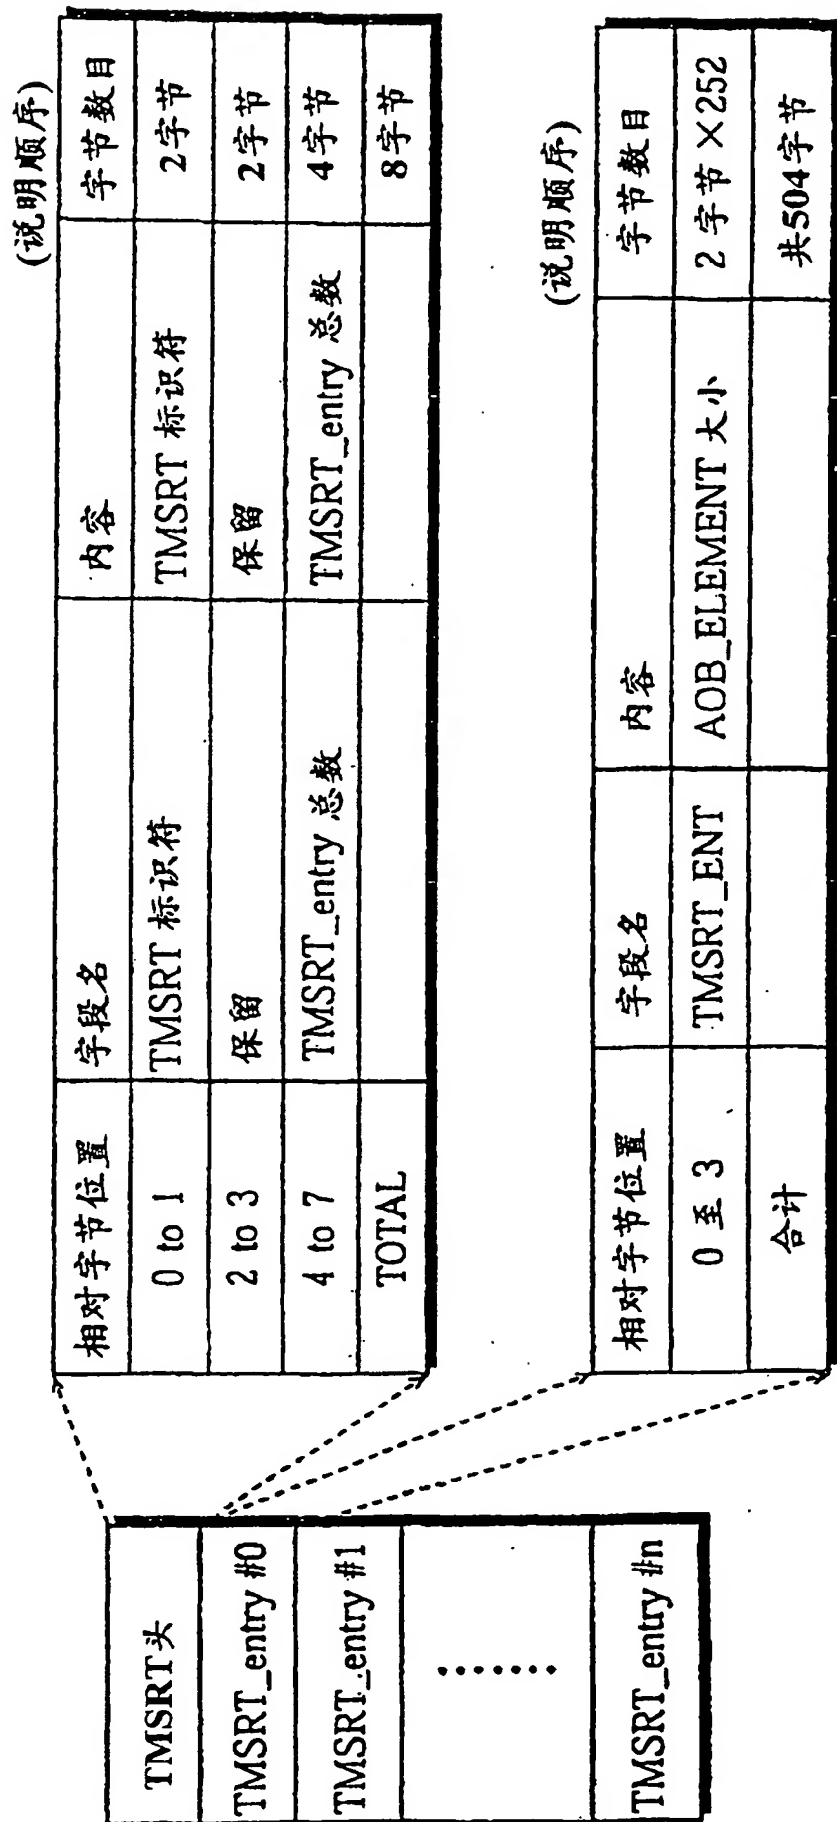 TMSRT头
TMSRT_entry #0
TMSRT_entry #1
.......
TMSRT_entry #n
(说明顺序)
相对字节位置 字段名 内容 字节数目
0 to 1 TMSRT 标识符 TMSRT 标识符 2字节
2 to 3 保留 保留 2字节
4 to 7 TMSRT_entry 总数 TMSRT_entry 总数 4字节
TOTAL 8字节
(说明顺序)
相对字节位置 字段名 内容 字节数目
0 至 3 TMSRT_ENT AOB_ELEMENT 大小 2 字节 ×252
合计 共504字节